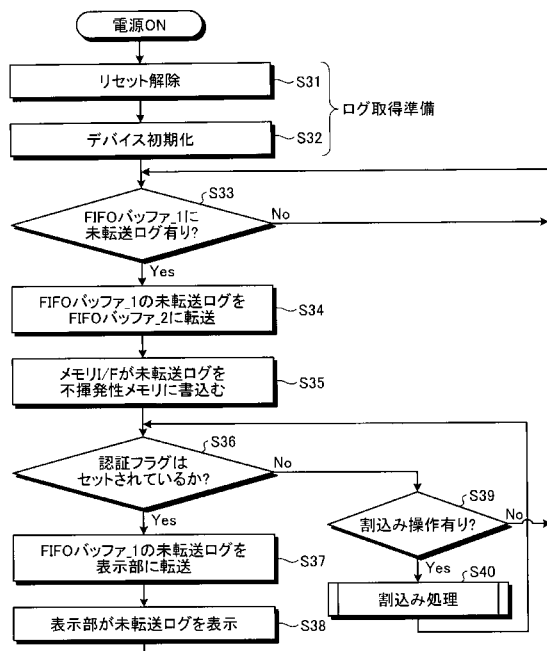 電源ON
リセット解除
S31
デバイス初期化
S32
ログ取得準備
S33
FIFOバッファ_1に
未転送ログ有り?
No
Yes
FIFOバッファ_1の未転送ログを
FIFOバッファ_2に転送
S34
メモリI/Fが未転送ログを
不揮発性メモリに書込む
S35
S36
認証フラグは
セットされているか?
No
Yes
S39
割込み操作有り?
No
Yes
FIFOバッファ_1の未転送ログを
表示部に転送
S37
S40
割込み処理
表示部が未転送ログを表示
S38